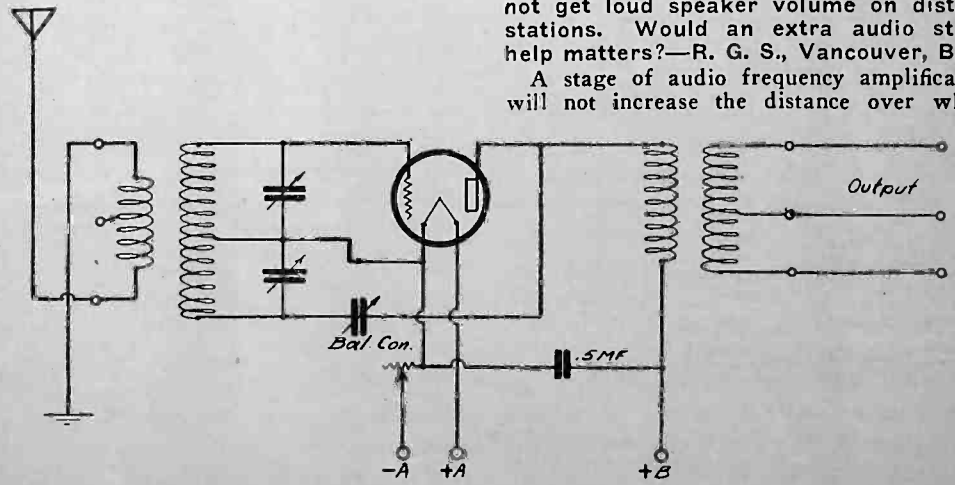 not get loud speaker volume on dist
stations. Would an extra audio st
help matters?—R. G. S., Vancouver, B
A stage of audio frequency amplifica
will not increase the distance over wh
Output
Bal. Con.
.5MF
-A +A +B